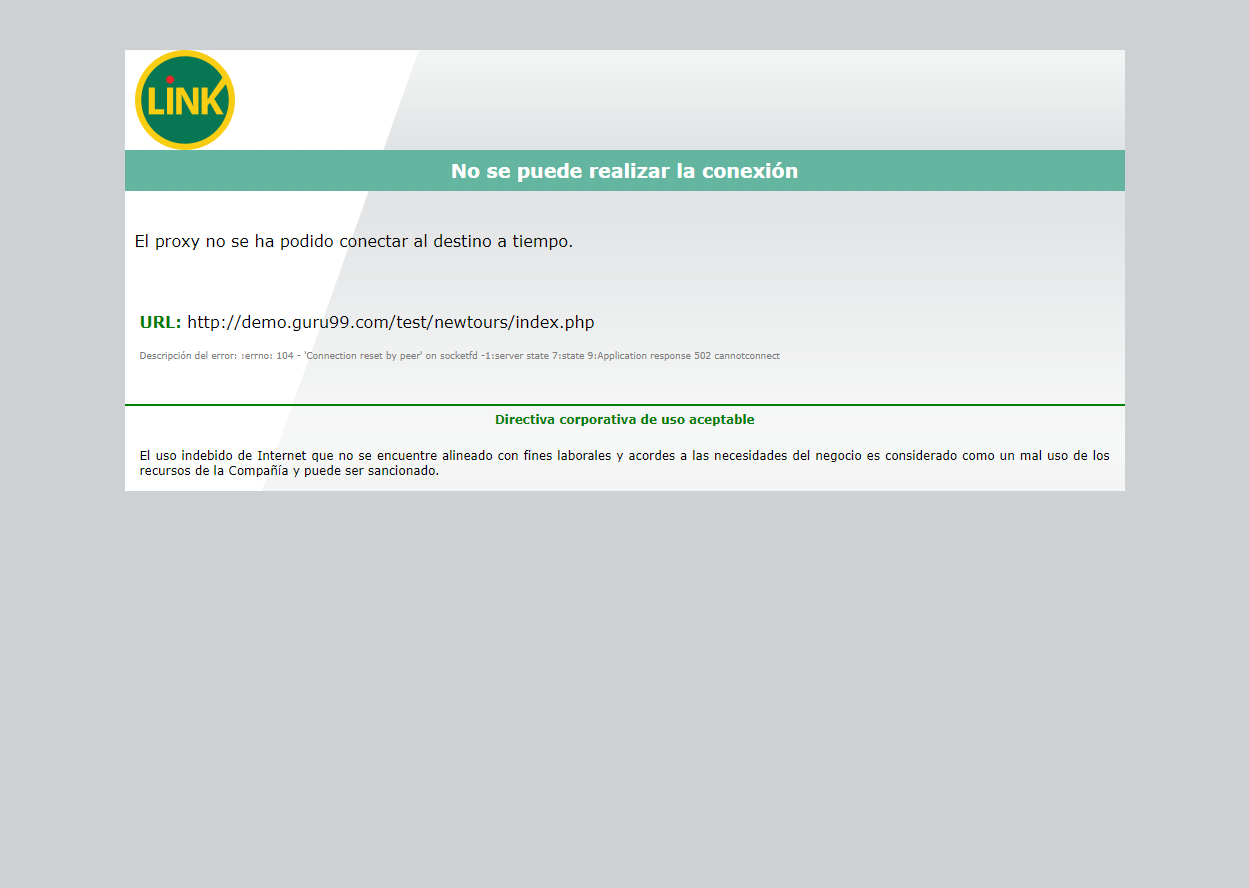 LINK
No se puede realizar la conexión
El proxy no se ha podido conectar al destino a tiempo.
URL: http://demo.guru99.com/test/newtours/index.php
Descripción del error: :errno: 104 - 'Connection reset by peer' on socketfd -1:server state 7:state 9:Application response 502 cannotconnect
Directiva corporativa de uso aceptable
El uso indebido de Internet que no se encuentre alineado con fines laborales y acordes a las necesidades del negocio es considerado como un mal uso de los
recursos de la Compañía y puede ser sancionado.